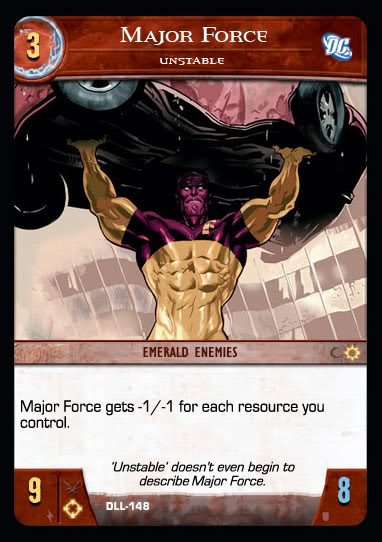 3
MAJOR FORCE
UNSTABLE
DC
EMERALD ENEMIES
Major Force gets -1/-1 for each resource you
control.
'Unstable' doesn't even begin to
describe Major Force.
9
DLL-148
8